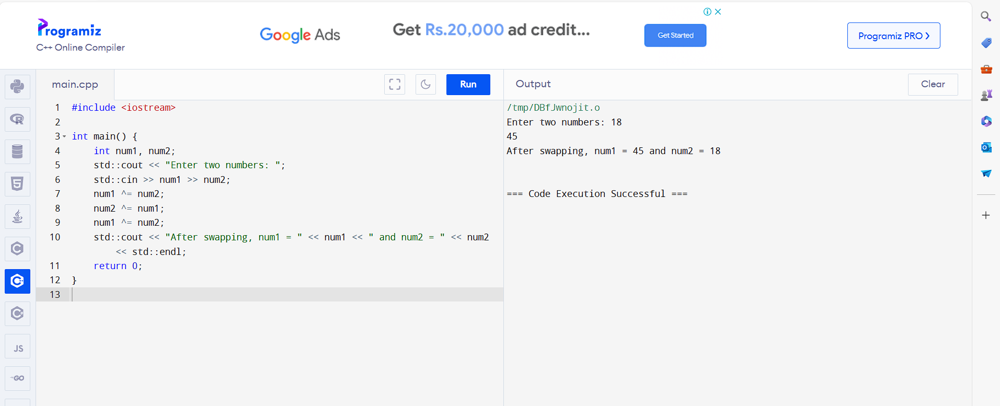 Programiz
C++ Online Compiler
Google Ads
Get Rs.20,000 ad credit...
Get Started
Programiz PRO >
main.cpp
Run
Output
Clear
1 #include <iostream>
2
3 int main() {
4 int num1, num2;
5 std::cout << "Enter two numbers: ";
6 std::cin >> num1 >> num2;
7 num1 ^= num2;
8 num2 ^= num1;
9 num1 ^= num2;
10 std::cout << "After swapping, num1 = " << num1 << " and num2 = " << num2
<< std::endl;
11 return 0;
12 }
13
/tmp/DBfJwnojit.o
Enter two numbers: 18
45
After swapping, num1 = 45 and num2 = 18
=== Code Execution Successful ===
R
5
C
C++
C#
JS
GO